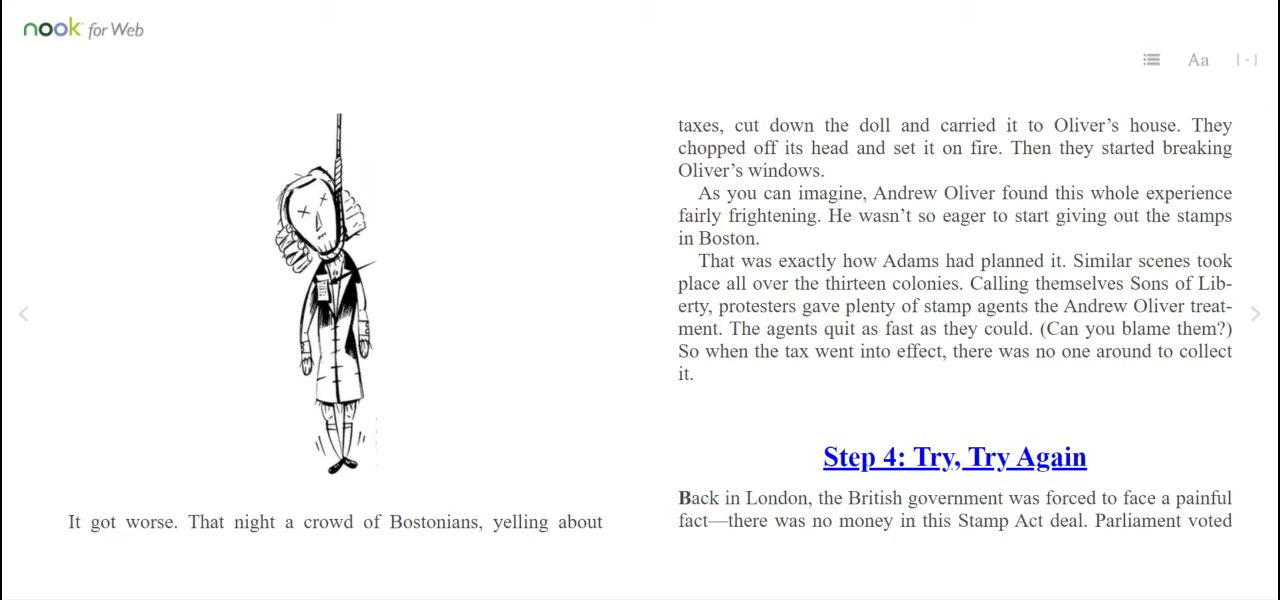 nook for Web
Aa
It got worse. That night a crowd of Bostonians, yelling about
taxes, cut down the doll and carried it to Oliver’s house. They
chopped off its head and set it on fire. Then they started breaking
Oliver’s windows.
As you can imagine, Andrew Oliver found this whole experience
fairly frightening. He wasn’t so eager to start giving out the stamps
in Boston.
That was exactly how Adams had planned it. Similar scenes took
place all over the thirteen colonies. Calling themselves Sons of Lib-
erty, protesters gave plenty of stamp agents the Andrew Oliver treat-
ment. The agents quit as fast as they could. (Can you blame them?)
So when the tax went into effect, there was no one around to collect
it.
Step 4: Try, Try Again
Back in London, the British government was forced to face a painful
fact—there was no money in this Stamp Act deal. Parliament voted